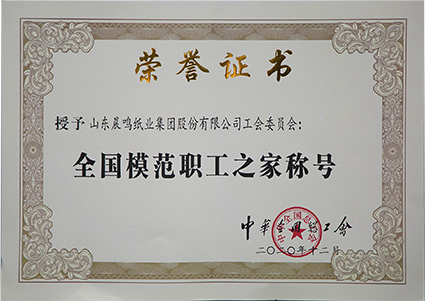 荣誉证书
授予山东晨鸣纸业集团股份有限公司工会委员会：
全国模范职工之家称号
中华全国总工会
二〇二〇年十二月